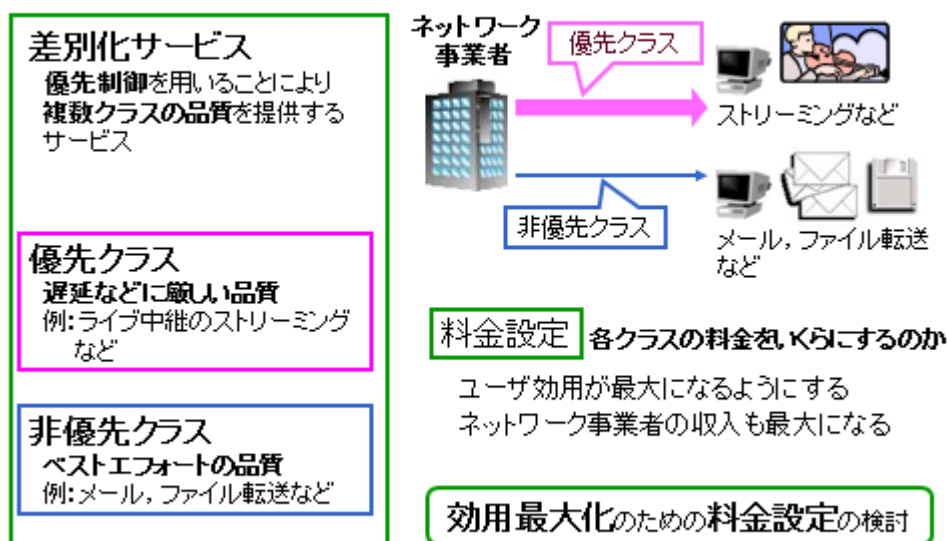 差別化サービス
優先制御を用いることにより
複数クラスの品質を提供する
サービス
優先クラス
遅延などに厳しい品質
例:ライブ中継のストリーミング
など
非優先クラス
ベストエフォートの品質
例:メール,ファイル転送など
ネットワーク
事業者
優先クラス
ストリーミングなど
非優先クラス
メール,ファイル転送
など
料金設定 各クラスの料金をいくらにするのか
ユーザ効用が最大になるようにする
ネットワーク事業者の収入も最大になる
効用最大化のための料金設定の検討